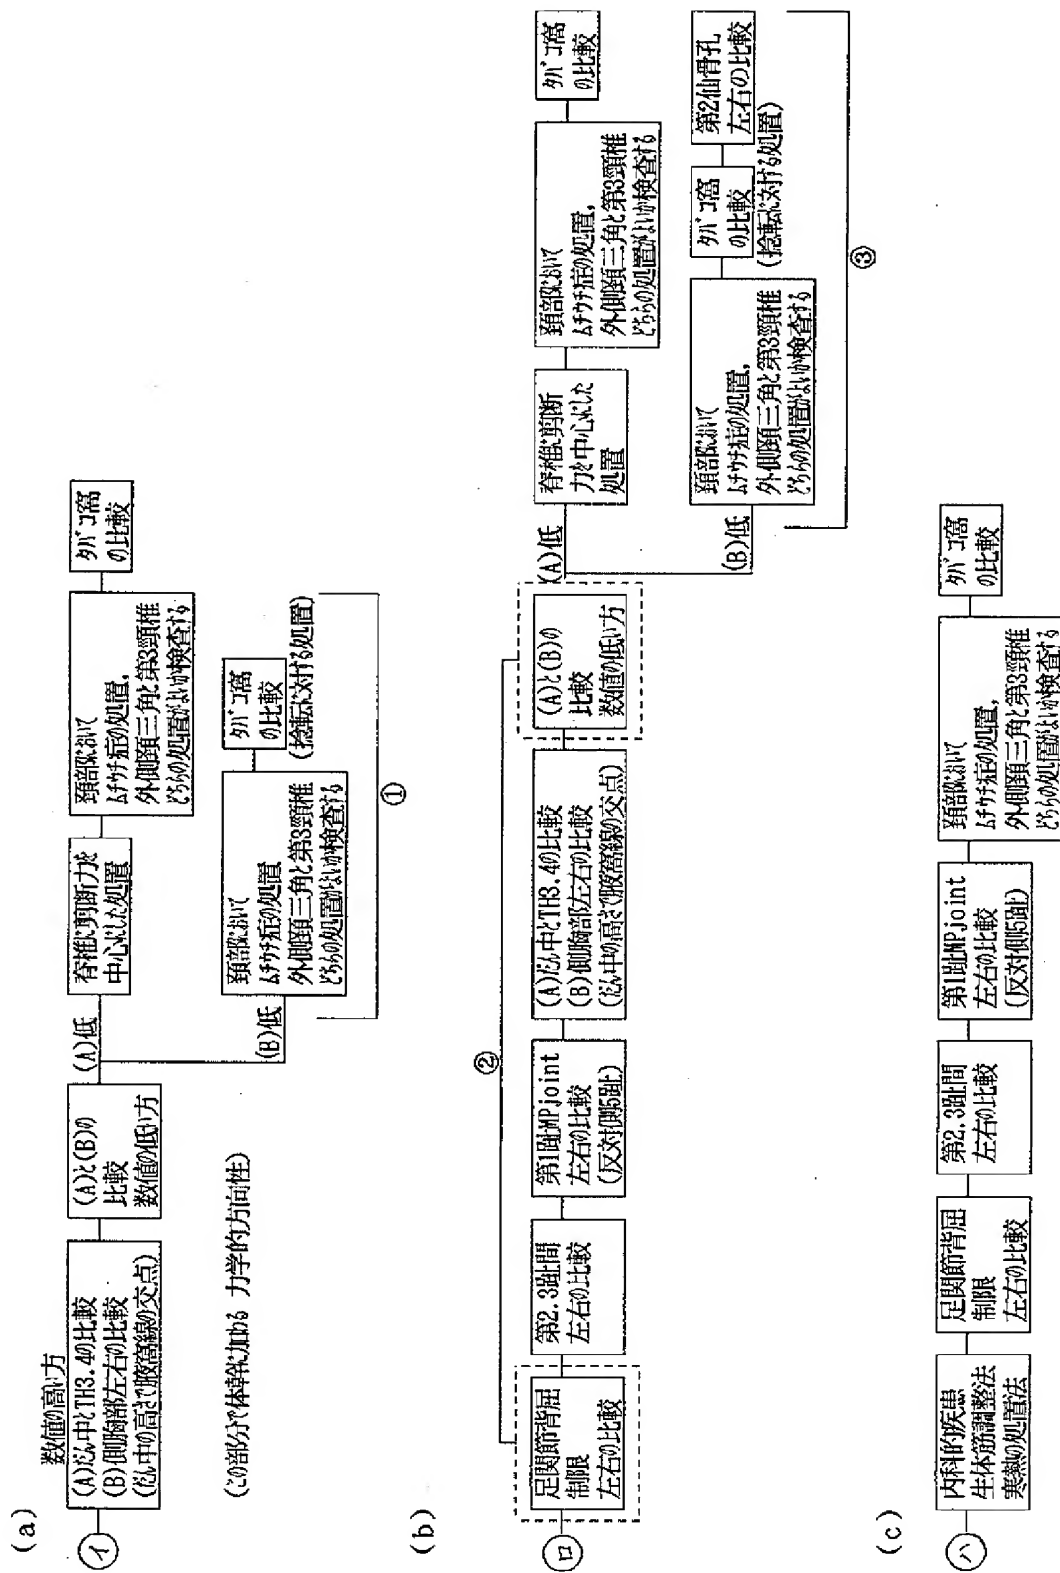 (a)
イ
数値の高い方
(A)だん中とTH3.4の比較
(B)側胸部左右の比較
(だん中の高さで腋窩線の交点)
(A)と(B)の
比較
数値の低い方
(A)低
脊椎に剪断力を
中心にした処置
頚部において
ムチウチ症の処置,
外側頚三角と第3頸椎
どちらの処置がよいか検査する
タバコ窩
の比較
(B)低
頚部において
ムチウチ症の処置,
外側頚三角と第3頸椎
どちらの処置がよいか検査する
タバコ窩
の比較
(捻転に対する処置)
①
(この部分で体幹に加わる 力学的方向性)
(b)
ロ
足関節背屈
制限
左右の比較
第2.3趾間
左右の比較
第1趾MPjoint
左右の比較
(反対側5趾)
(A)だん中とTH3.4の比較
(B)側胸部左右の比較
(だん中の高さで腋窩線の交点)
(A)と(B)の
比較
数値の低い方
②
(A)低
脊椎に剪断
力を中心にした
処置
頚部において
ムチウチ症の処置,
外側頚三角と第3頸椎
どちらの処置がよいか検査する
タバコ窩
の比較
(B)低
頚部において
ムチウチ症の処置,
外側頚三角と第3頸椎
どちらの処置がよいか検査する
タバコ窩
の比較
(捻転に対する処置)
第2仙骨孔
左右の比較
③
(c)
ハ
内科的疾患
生体筋調整法
寒熱の処置法
足関節背屈
制限
左右の比較
第2.3趾間
左右の比較
第1趾MPjoint
左右の比較
(反対側5趾)
頚部において
ムチウチ症の処置,
外側頚三角と第3頸椎
どちらの処置がよいか検査する
タバコ窩
の比較